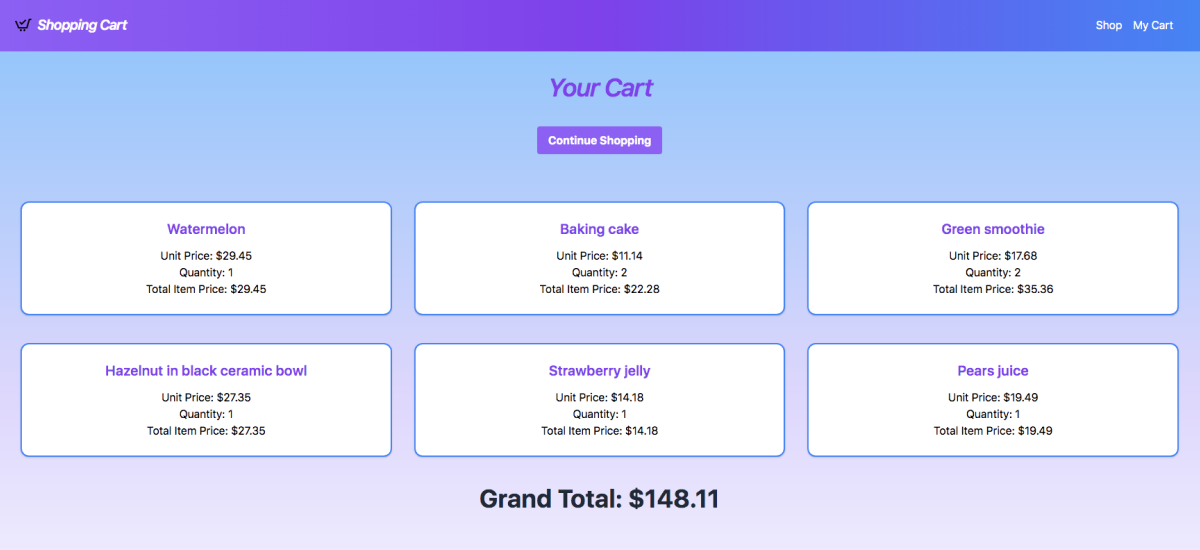 Shopping Cart
Shop
My Cart
Your Cart
Continue Shopping
Watermelon
Unit Price: $29.45
Quantity: 1
Total Item Price: $29.45
Baking cake
Unit Price: $11.14
Quantity: 2
Total Item Price: $22.28
Green smoothie
Unit Price: $17.68
Quantity: 2
Total Item Price: $35.36
Hazelnut in black ceramic bowl
Unit Price: $27.35
Quantity: 1
Total Item Price: $27.35
Strawberry jelly
Unit Price: $14.18
Quantity: 1
Total Item Price: $14.18
Pears juice
Unit Price: $19.49
Quantity: 1
Total Item Price: $19.49
Grand Total: $148.11